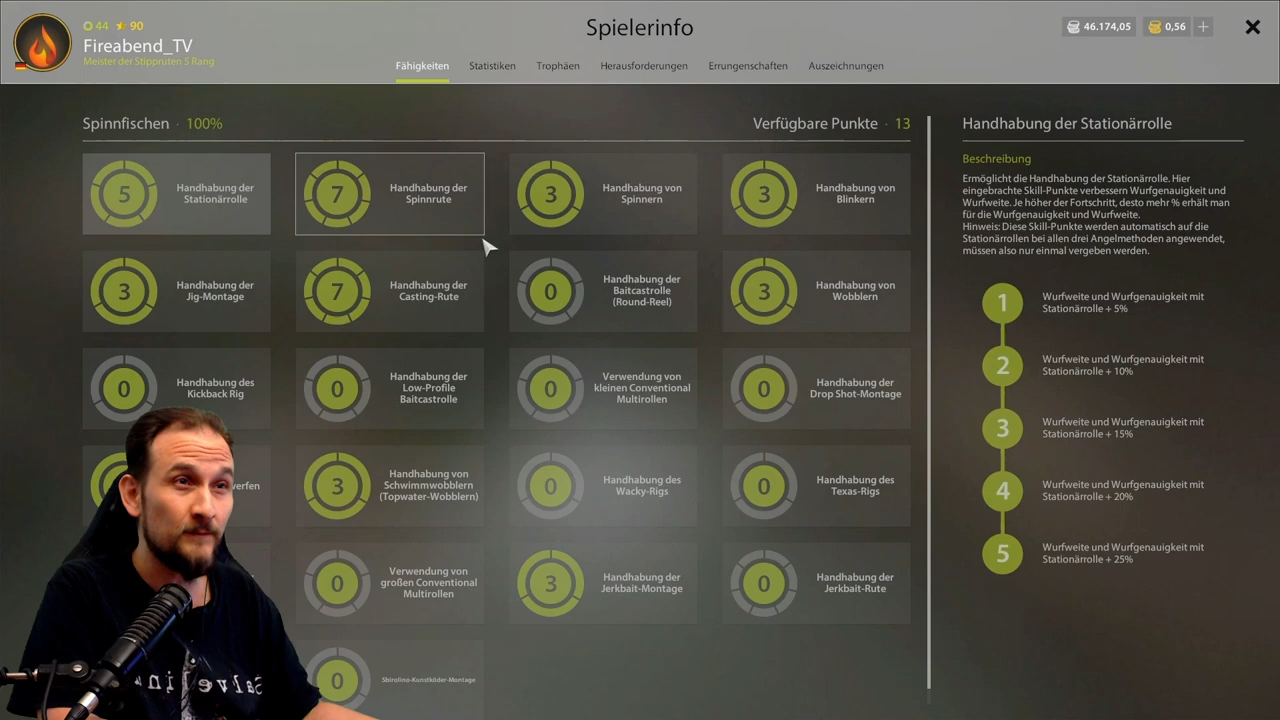 44 90
Fireabend_TV
Meister der Stippruten 5 Rang
Spielerinfo
46.174,05
0,56
Fähigkeiten
Statistiken
Trophäen
Herausforderungen
Errungenschaften
Auszeichnungen
Spinnfischen · 100%
Verfügbare Punkte · 13
5
Handhabung der
Stationärrolle
7
Handhabung der
Spinnrute
3
Handhabung von
Spinnern
3
Handhabung von
Blinkern
3
Handhabung der
Jig-Montage
7
Handhabung der
Casting-Rute
0
Handhabung der
Baitcastrolle
(Round-Reel)
3
Handhabung von
Wobblern
0
Handhabung des
Kickback Rig
0
Handhabung der
Low-Profile
Baitcastrolle
0
Verwendung von
kleinen Conventional
Multirollen
0
Handhabung der
Drop Shot-Montage
erfen
3
Handhabung von
Schwimmwobblern
(Topwater-Wobblern)
0
Handhabung des
Wacky-Rigs
0
Handhabung des
Texas-Rigs
0
Verwendung von
großen Conventional
Multirollen
3
Handhabung der
Jerkbait-Montage
0
Handhabung der
Jerkbait-Rute
0
Sbirolino-Kunstköder-Montage
Handhabung der Stationärrolle
Beschreibung
Ermöglicht die Handhabung der Stationärrolle. Hier
eingebrachte Skill-Punkte verbessern Wurfgenauigkeit und
Wurfweite. Je höher der Fortschritt, desto mehr % erhält man
für die Wurfgenauigkeit und Wurfweite.
Hinweis: Diese Skill-Punkte werden automatisch auf die
Stationärrollen bei allen drei Angelmethoden angewendet,
müssen also nur einmal vergeben werden.
1
Wurfweite und Wurfgenauigkeit mit
Stationärrolle + 5%
2
Wurfweite und Wurfgenauigkeit mit
Stationärrolle + 10%
3
Wurfweite und Wurfgenauigkeit mit
Stationärrolle + 15%
4
Wurfweite und Wurfgenauigkeit mit
Stationärrolle + 20%
5
Wurfweite und Wurfgenauigkeit mit
Stationärrolle + 25%